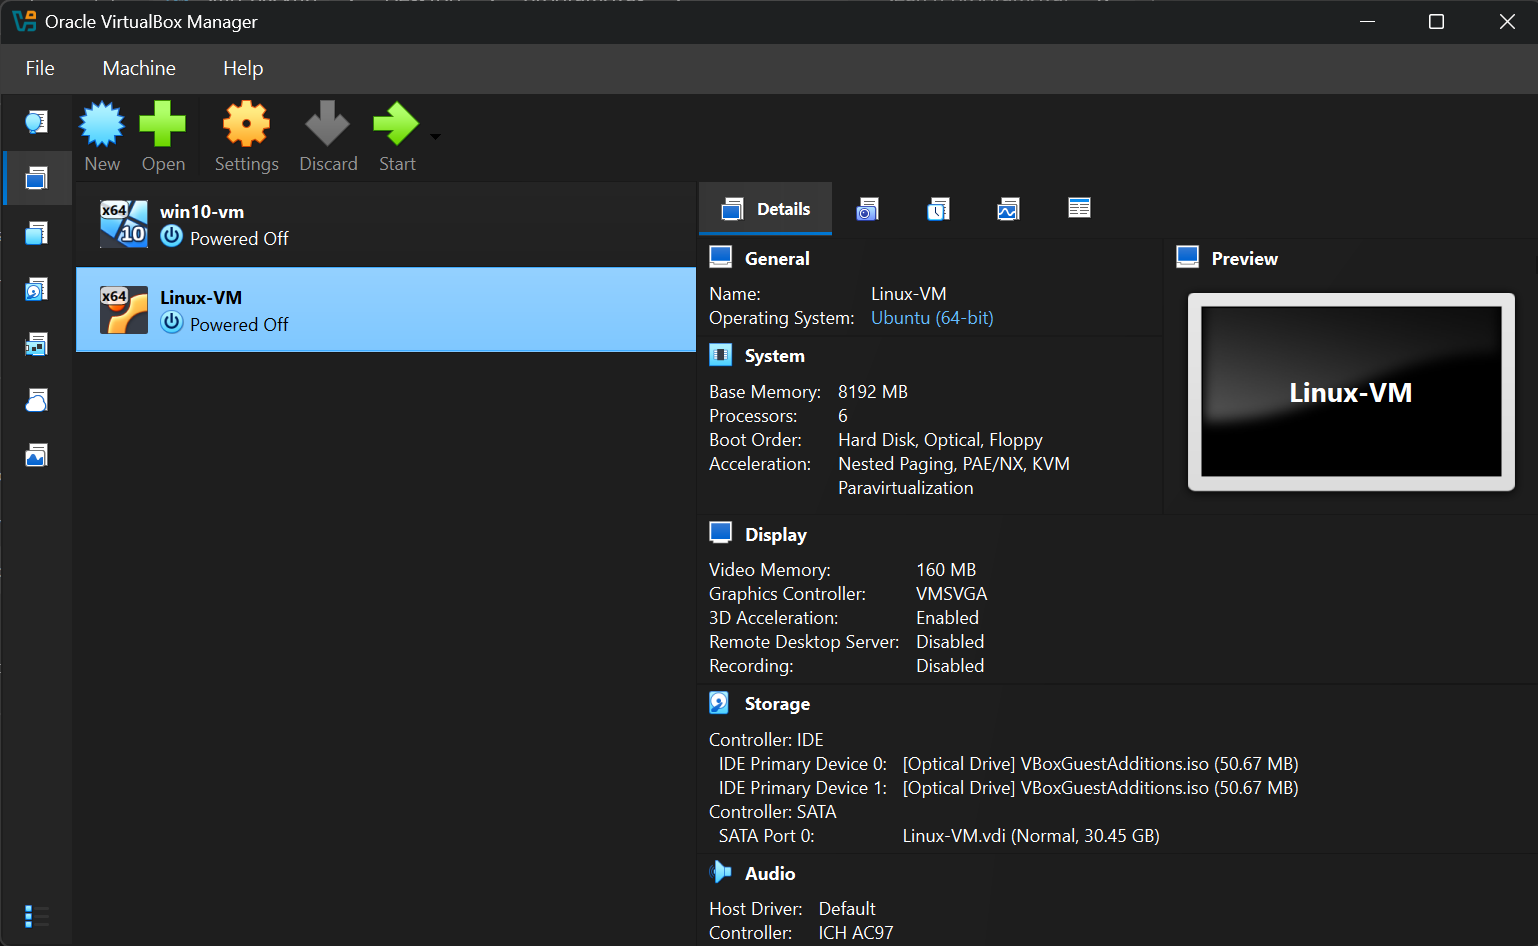 Oracle VirtualBox Manager
File Machine Help
New Open Settings Discard Start
x64 10 win10-vm
Powered Off
x64 Linux-VM
Powered Off
Details
General
Name: Linux-VM
Operating System: Ubuntu (64-bit)
Preview
Linux-VM
System
Base Memory: 8192 MB
Processors: 6
Boot Order: Hard Disk, Optical, Floppy
Acceleration: Nested Paging, PAE/NX, KVM
Paravirtualization
Display
Video Memory: 160 MB
Graphics Controller: VMSVGA
3D Acceleration: Enabled
Remote Desktop Server: Disabled
Recording: Disabled
Storage
Controller: IDE
IDE Primary Device 0: [Optical Drive] VBoxGuestAdditions.iso (50.67 MB)
IDE Primary Device 1: [Optical Drive] VBoxGuestAdditions.iso (50.67 MB)
Controller: SATA
SATA Port 0: Linux-VM.vdi (Normal, 30.45 GB)
Audio
Host Driver: Default
Controller: ICH AC97